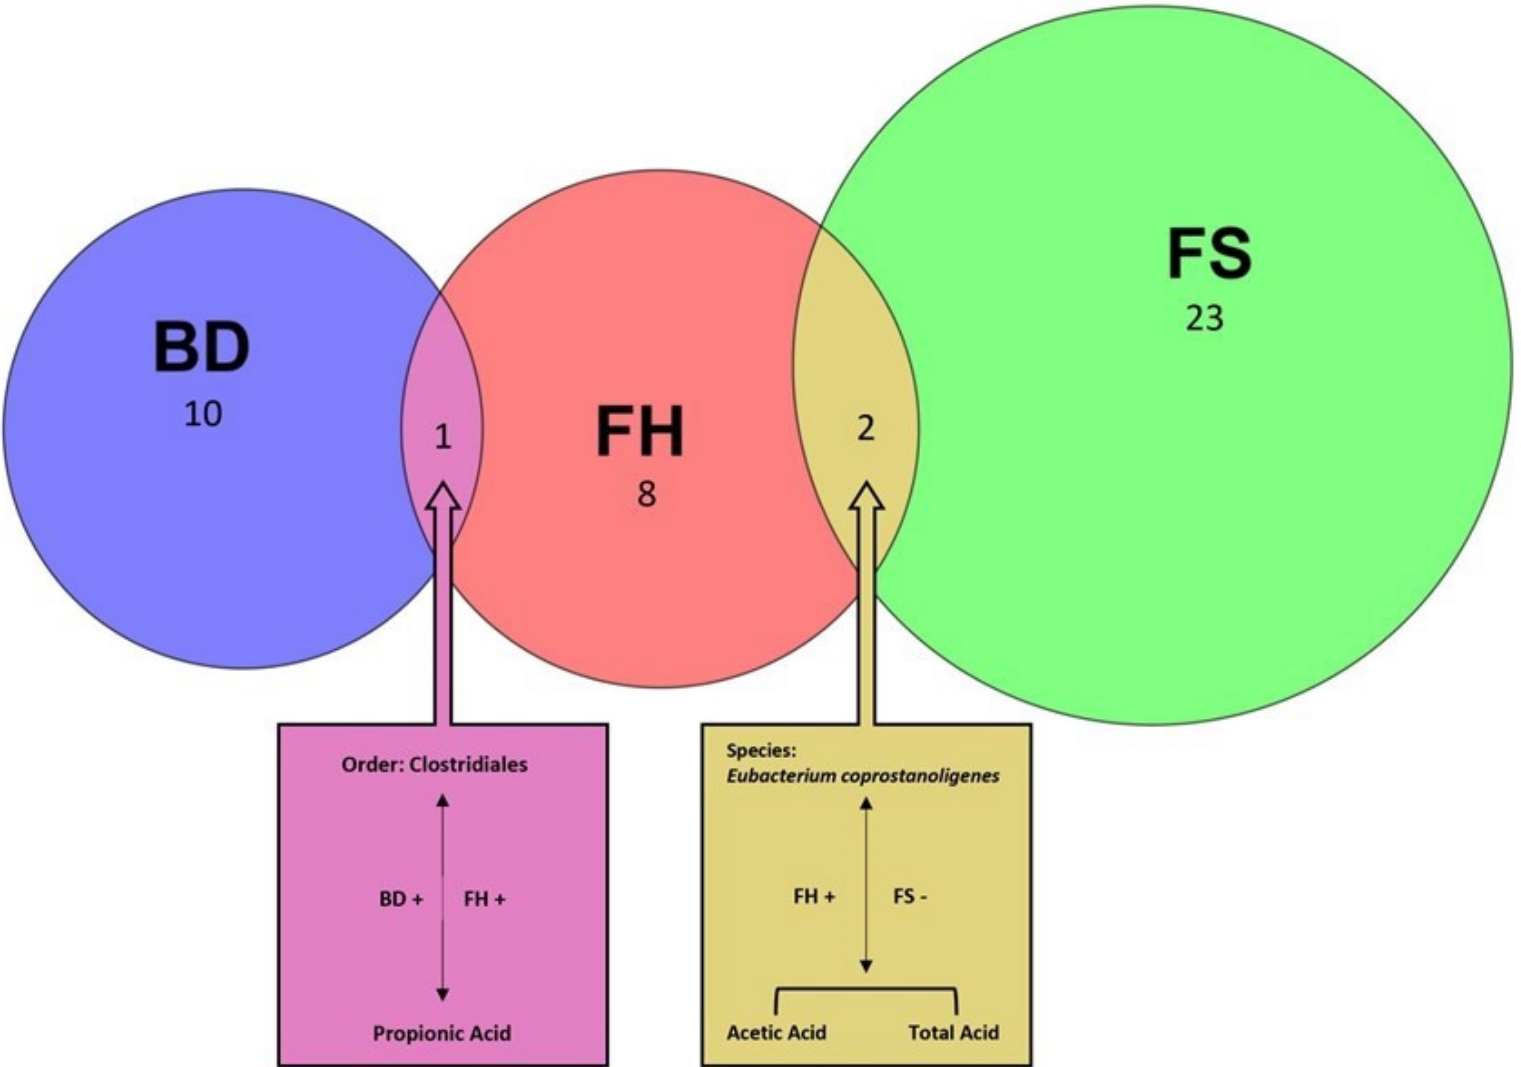 BD
10
1
FH
8
2
FS
23
Order: Clostridiales
BD +
FH +
Propionic Acid
Species:
Eubacterium coprostanoligenes
FH +
FS -
Acetic Acid
Total Acid